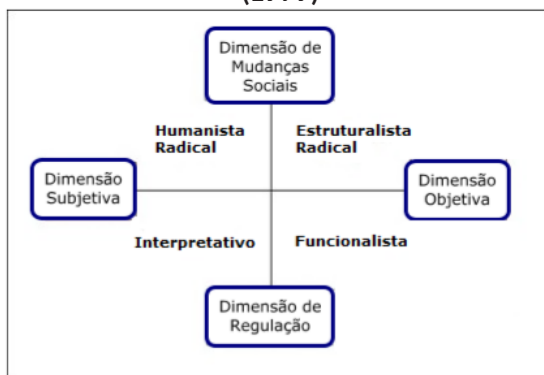 Dimensão de
Mudanças
Sociais
Humanista
Radical
Estruturalista
Radical
Dimensão
Subjetiva
Dimensão
Objetiva
Interpretativo
Funcionalista
Dimensão de
Regulação